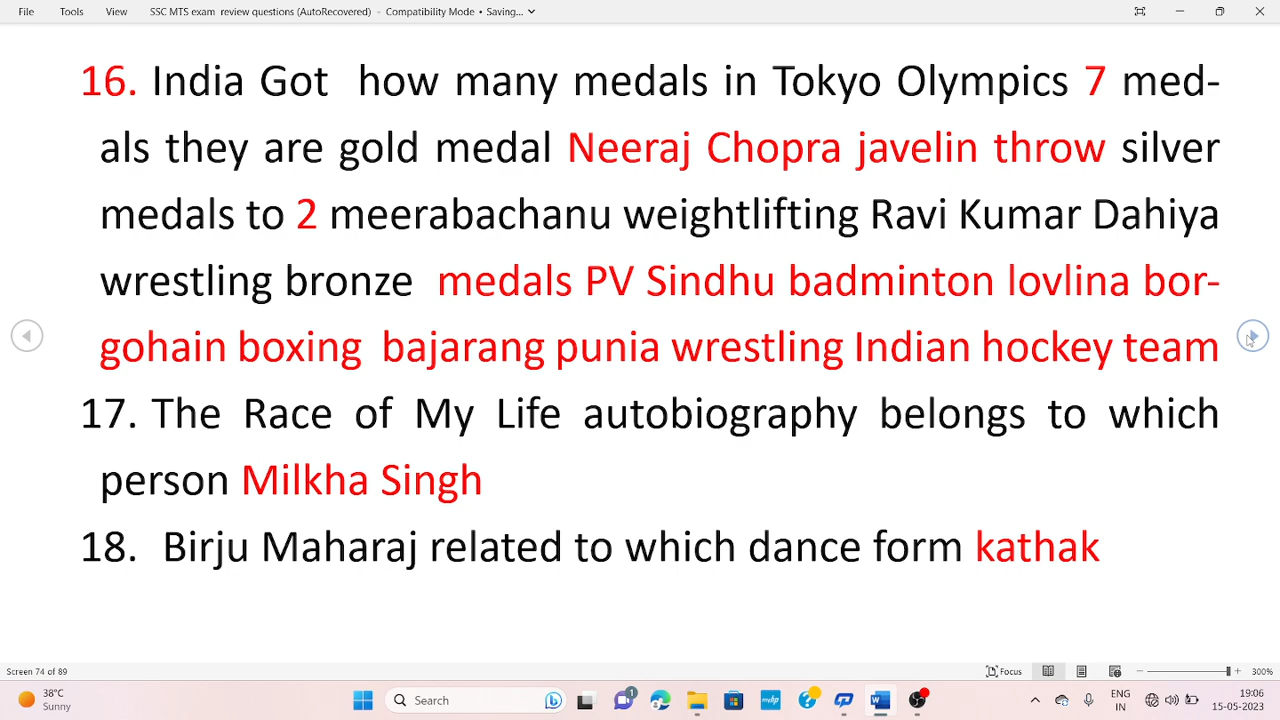 File Tools View SSC MTS exam review questions (AutoRecovered) - Compatibility Mode • Saving...
16. India Got how many medals in Tokyo Olympics 7 med-
als they are gold medal Neeraj Chopra javelin throw silver
medals to 2 meerabachanu weightlifting Ravi Kumar Dahiya
wrestling bronze medals PV Sindhu badminton lovlina bor-
gohain boxing bajarang punia wrestling Indian hockey team
17. The Race of My Life autobiography belongs to which
person Milkha Singh
18. Birju Maharaj related to which dance form kathak
Screen 74 of 89 Focus 300%
38°C Search 1 ENG 19:06
Sunny IN 15-05-2023